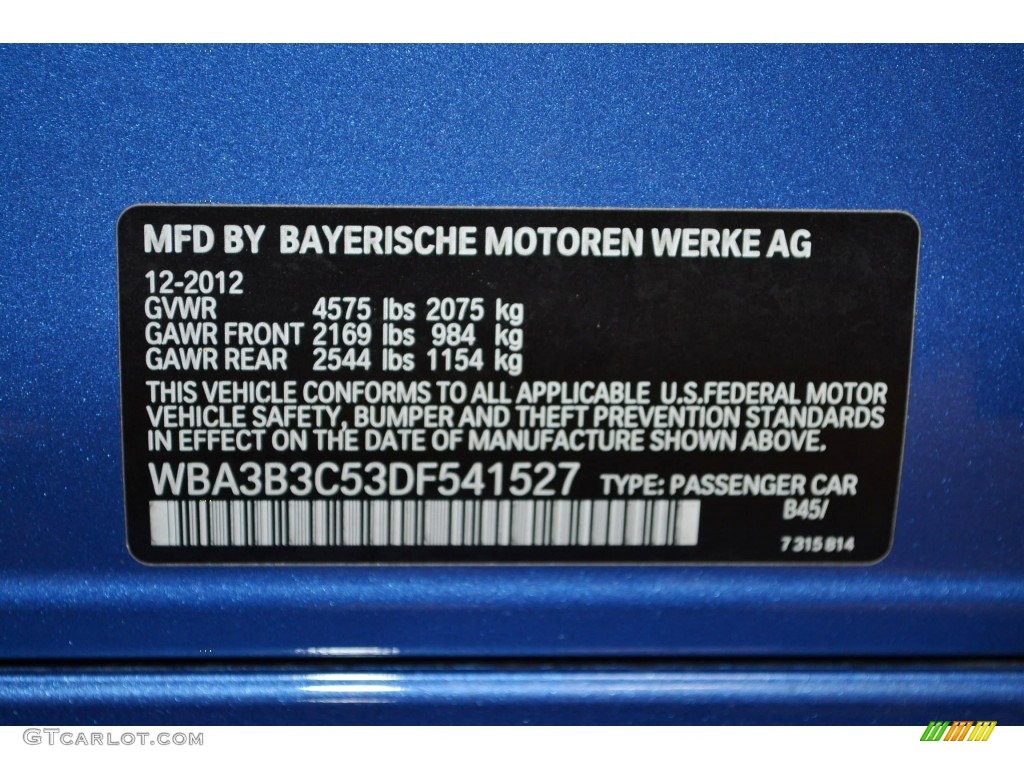 MFD BY BAYERISCHE MOTOREN WERKE AG
12-2012
GVWR 4575 lbs 2075 kg
GAWR FRONT 2169 lbs 984 kg
GAWR REAR 2544 lbs 1154 kg
THIS VEHICLE CONFORMS TO ALL APPLICABLE U.S.FEDERAL MOTOR
VEHICLE SAFETY, BUMPER AND THEFT PREVENTION STANDARDS
IN EFFECT ON THE DATE OF MANUFACTURE SHOWN ABOVE.
WBA3B3C53DF541527 TYPE: PASSENGER CAR
B45/
7 315 814
GTCarlot.com